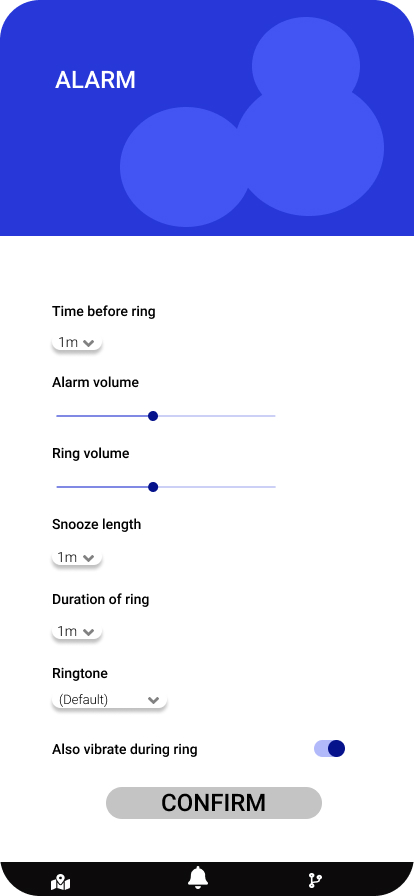 ALARM
Time before ring
1m
Alarm volume
Ring volume
Snooze length
1m
Duration of ring
1m
Ringtone
(Default)
Also vibrate during ring
CONFIRM